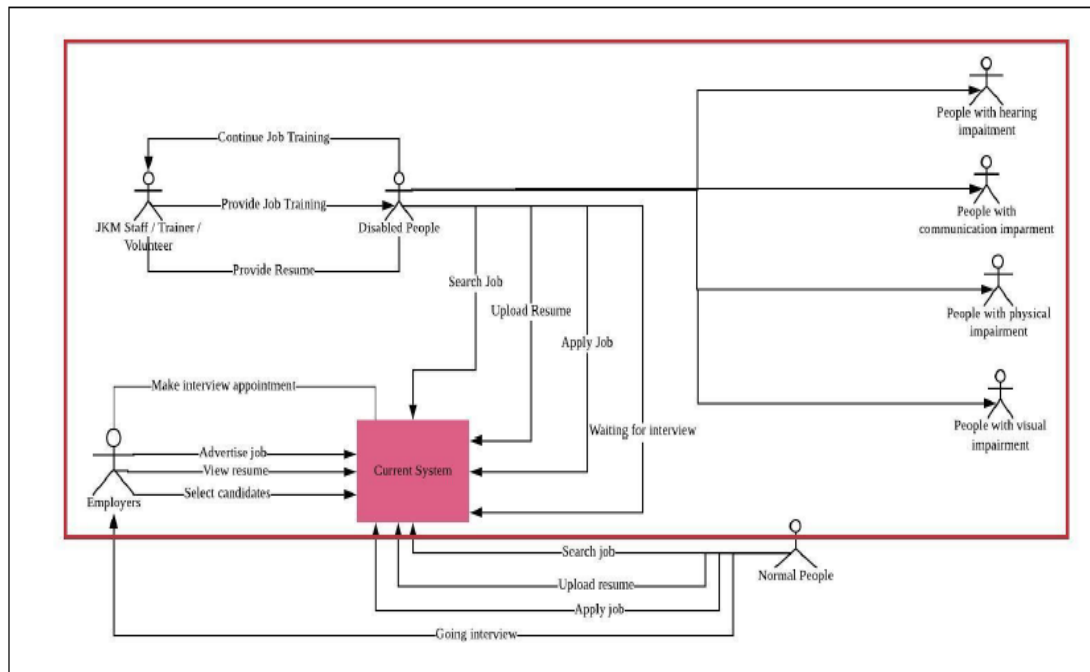 People with hearing
impaitment
Continue Job Training
Provide Job Training
JKM Staff / Trainer /
Volunteer
Disabled People
People with
communication imparment
Provide Resume
Search Job
Upload Resume
Apply Job
People with physical
impairment
Make interview appointment
Waiting for interview
People with visual
impairment
Advertise job
View resume
Select candidates
Current System
Employers
Search job
Normal People
Upload resume
Apply job
Going interview